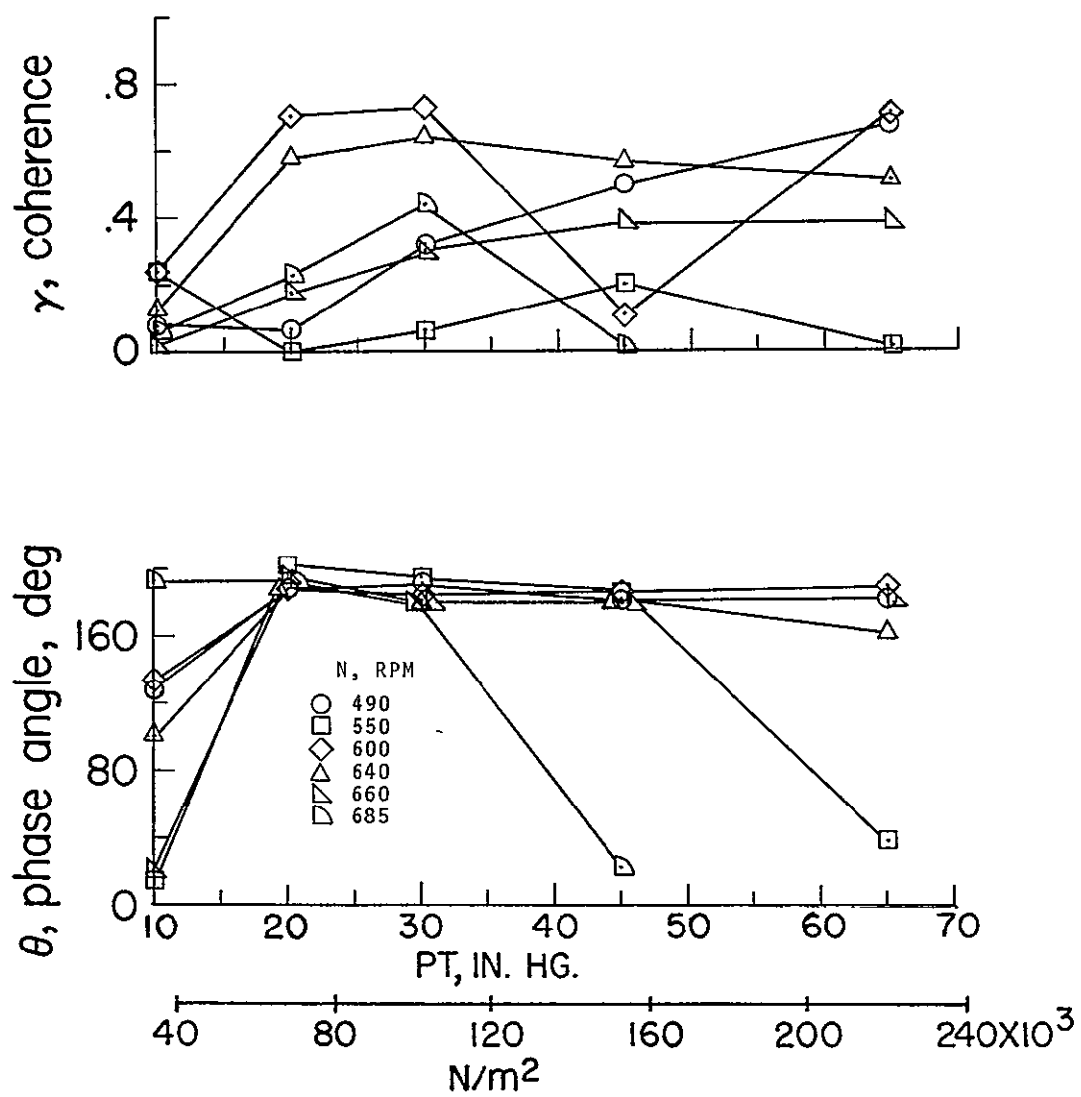 γ, coherence
.8
.4
0
θ, phase angle, deg
160
80
0
N, RPM
490
550
600
640
660
685
10 20 30 40 50 60 70
PT, IN. HG.
40 80 120 160 200 240X10³
N/m²